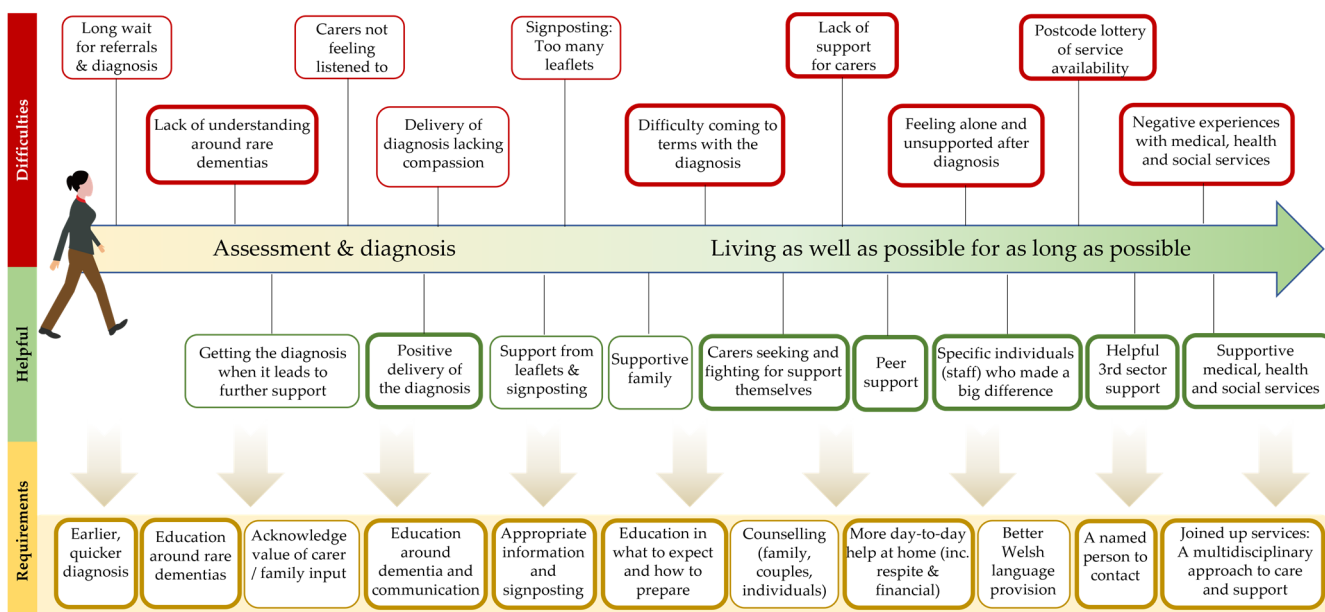 Difficulties
Long wait
for referrals
& diagnosis
Carers not
feeling
listened to
Signposting:
Too many
leaflets
Lack of
support
for carers
Postcode lottery
of service
availability
Lack of understanding
around rare
dementias
Delivery of
diagnosis lacking
compassion
Difficulty coming to
terms with the
diagnosis
Feeling alone and
unsupported after
diagnosis
Negative experiences
with medical, health
and social services
Assessment & diagnosis
Living as well as possible for as long as possible
Helpful
Getting the diagnosis
when it leads to
further support
Positive
delivery of
the diagnosis
Support from
leaflets &
signposting
Supportive
family
Carers seeking and
fighting for support
themselves
Peer
support
Specific individuals
(staff) who made a
big difference
Helpful
3rd sector
support
Supportive
medical, health
and social services
Requirements
Earlier,
quicker
diagnosis
Education
around rare
dementias
Acknowledge
value of carer
/ family input
Education
around
dementia and
communication
Appropriate
information
and
signposting
Education in
what to expect
and how to
prepare
Counselling
(family,
couples,
individuals)
More day-to-day
help at home (inc.
respite &
financial)
Better
Welsh
language
provision
A named
person to
contact
Joined up services:
A multidisciplinary
approach to care
and support